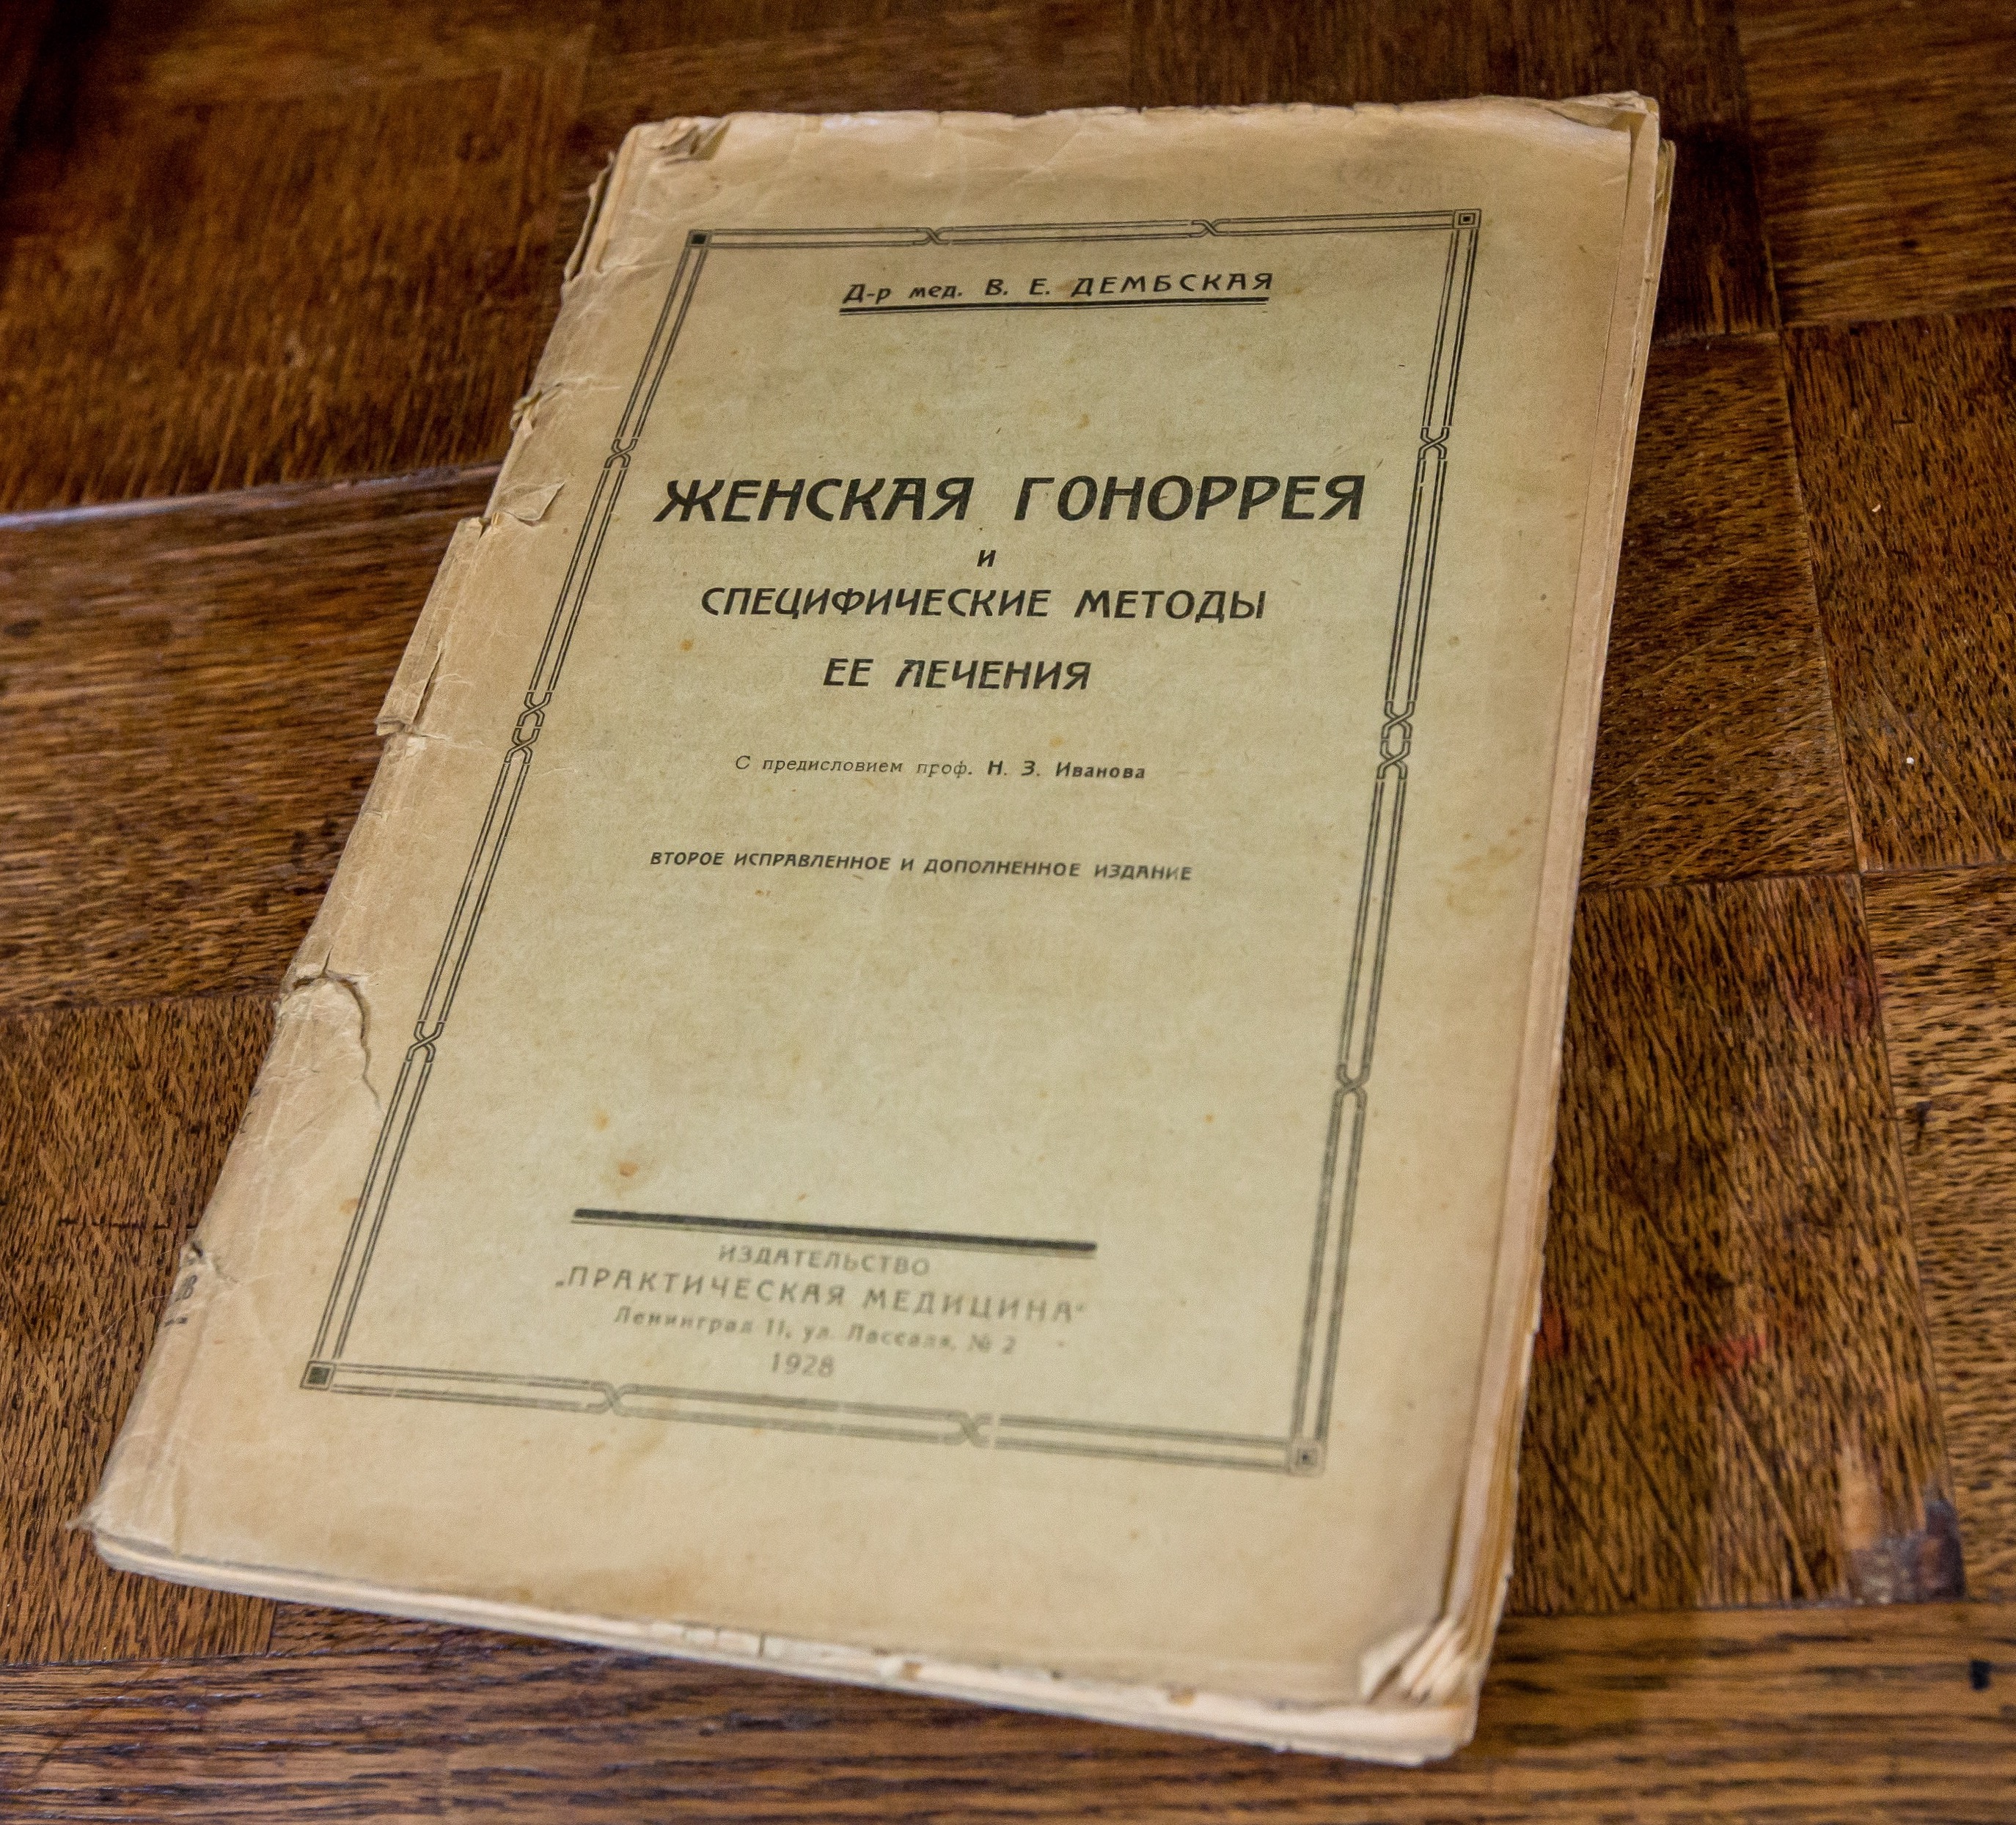 Д-р мед. В. Е. ДЕМБСКАЯ
ЖЕНСКАЯ ГОНОРРЕЯ
и
СПЕЦИФИЧЕСКИЕ МЕТОДЫ
ЕЕ ЛЕЧЕНИЯ
С предисловием проф. Н. З. Иванова
ВТОРОЕ ИСПРАВЛЕННОЕ И ДОПОЛНЕННОЕ ИЗДАНИЕ
ИЗДАТЕЛЬСТВО
„ПРАКТИЧЕСКАЯ МЕДИЦИНА“
Ленинград 11, ул. Лассаля, № 2
1928